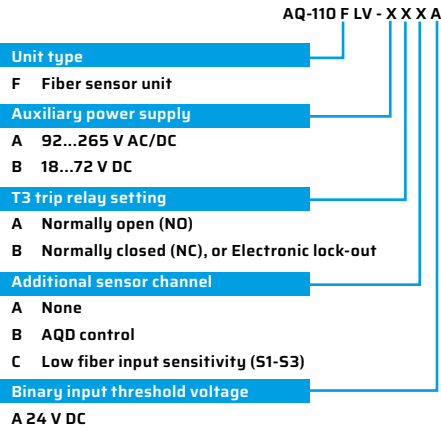 AQ-110 F LV - X X X A
Unit type
F Fiber sensor unit
Auxiliary power supply
A 92...265 V AC/DC
B 18...72 V DC
T3 trip relay setting
A Normally open (NO)
B Normally closed (NC), or Electronic lock-out
Additional sensor channel
A None
B AQD control
C Low fiber input sensitivity (S1-S3)
Binary input threshold voltage
A 24 V DC